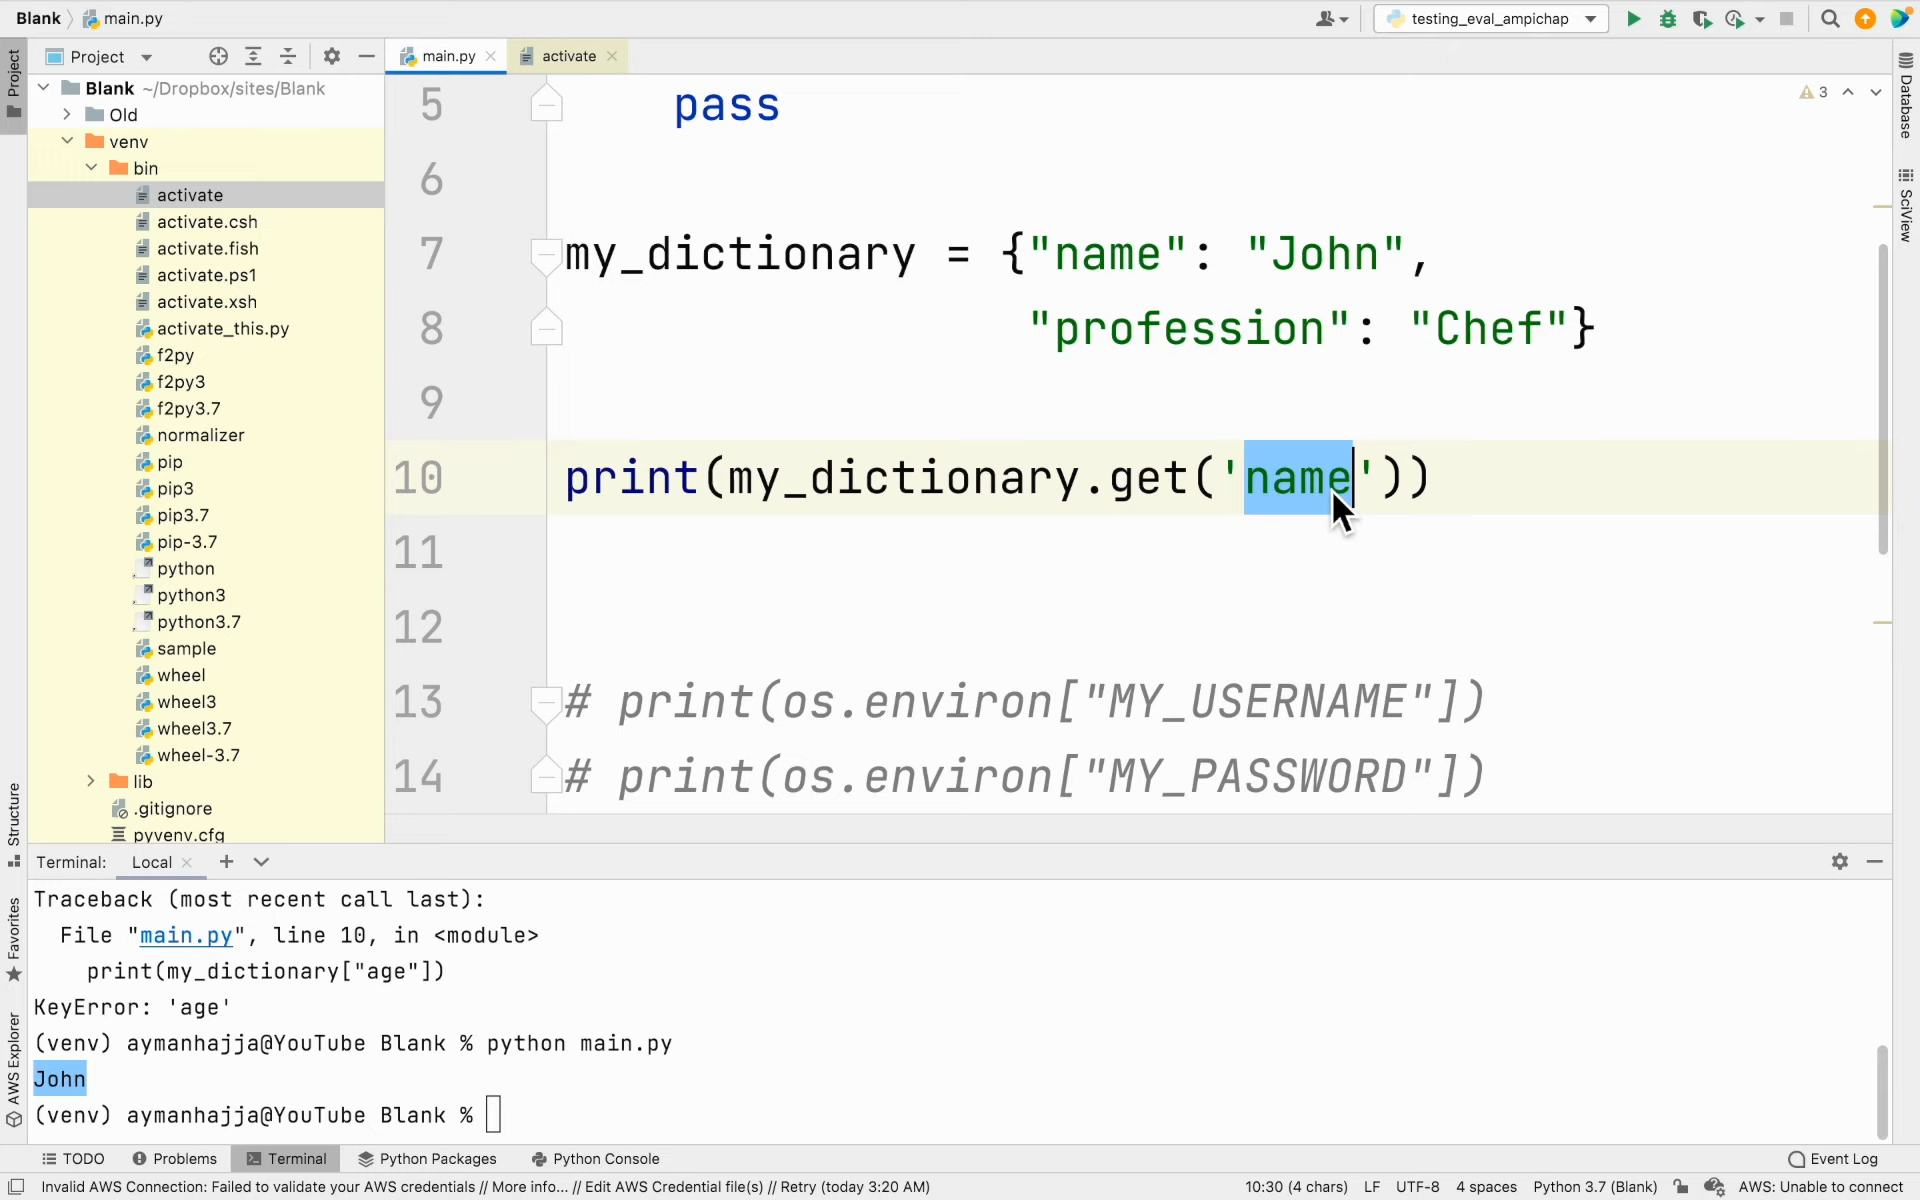 Blank main.py
testing_eval_ampichap
Project
main.py
activate
Project
Blank ~/Dropbox/sites/Blank
Old
venv
bin
activate
activate.csh
activate.fish
activate.ps1
activate.xsh
activate_this.py
f2py
f2py3
f2py3.7
normalizer
pip
pip3
pip3.7
pip-3.7
python
python3
python3.7
sample
wheel
wheel3
wheel3.7
wheel-3.7
lib
.gitignore
pyvenv.cfg
Structure
Favorites
AWS Explorer
5 pass
6
7 my_dictionary = {"name": "John",
8 "profession": "Chef"}
9
10 print(my_dictionary.get('name'))
11
12
13 # print(os.environ["MY_USERNAME"])
14 # print(os.environ["MY_PASSWORD"])
3
Database
SciView
Terminal: Local
Traceback (most recent call last):
File "main.py", line 10, in <module>
print(my_dictionary["age"])
KeyError: 'age'
(venv) aymanhajja@YouTube Blank % python main.py
John
(venv) aymanhajja@YouTube Blank %
TODO Problems Terminal Python Packages Python Console Event Log
Invalid AWS Connection: Failed to validate your AWS credentials // More info... // Edit AWS Credential file(s) // Retry (today 3:20 AM) 10:30 (4 chars) LF UTF-8 4 spaces Python 3.7 (Blank) AWS: Unable to connect